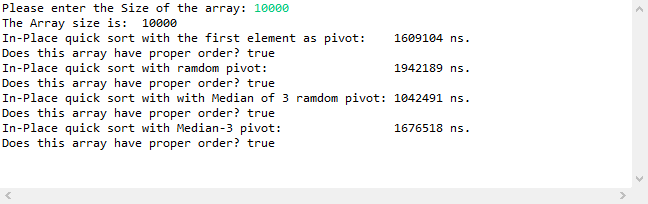 Please enter the Size of the array: 10000
The Array size is:  10000
In-Place quick sort with the first element as pivot:    1609104 ns.
Does this array have proper order? true
In-Place quick sort with ramdom pivot:                  1942189 ns.
Does this array have proper order? true
In-Place quick sort with with Median of 3 ramdom pivot: 1042491 ns.
Does this array have proper order? true
In-Place quick sort with Median-3 pivot:                1676518 ns.
Does this array have proper order? true